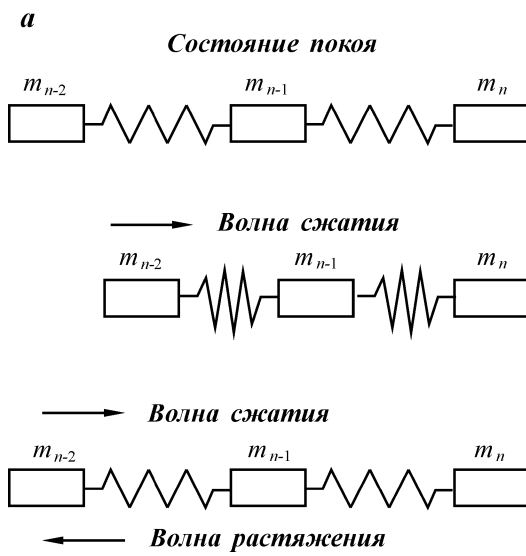 а
Состояние покоя
m n-2 m n-1 m n
Волна сжатия
m n-2 m n-1 m n
Волна сжатия
m n-2 m n-1 m n
Волна растяжения